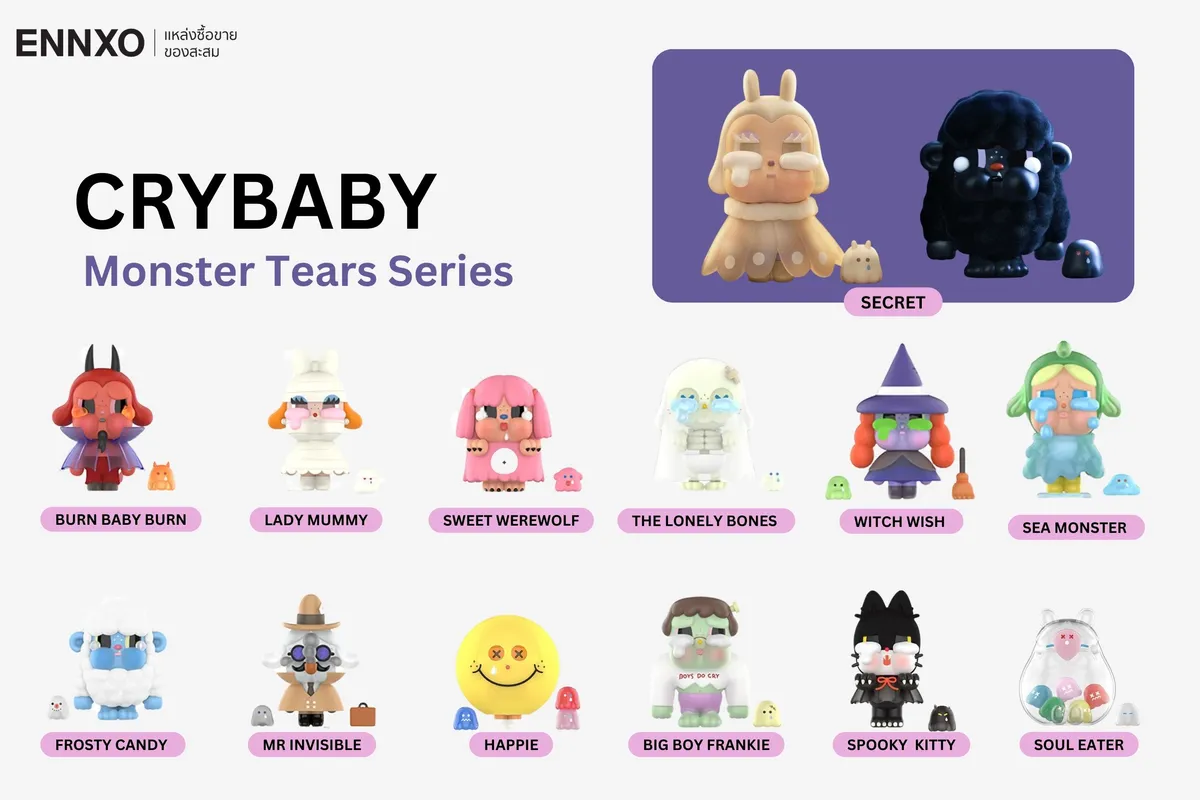 ENNXO
แหล่งซื้อขาย
ของสะสม
CRYBABY
Monster Tears Series
SECRET
BURN BABY BURN
LADY MUMMY
SWEET WEREWOLF
THE LONELY BONES
WITCH WISH
SEA MONSTER
BOYS DO CRY
FROSTY CANDY
MR INVISIBLE
HAPPIE
BIG BOY FRANKIE
SPOOKY KITTY
SOUL EATER